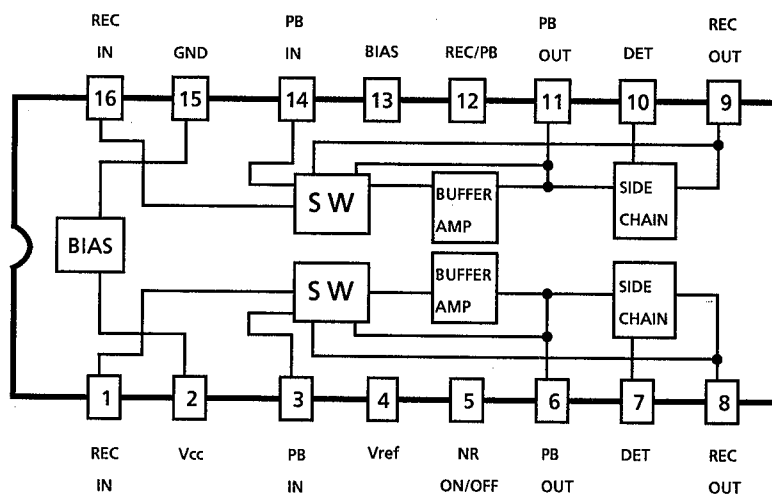 REC PB PB REC
IN GND IN BIAS REC/PB OUT DET OUT
16 15 14 13 12 11 10 9
SW BUFFER AMP SIDE CHAIN
BIAS
SW BUFFER AMP SIDE CHAIN
1 2 3 4 5 6 7 8
REC Vcc PB Vref NR PB DET REC
IN IN ON/OFF OUT OUT